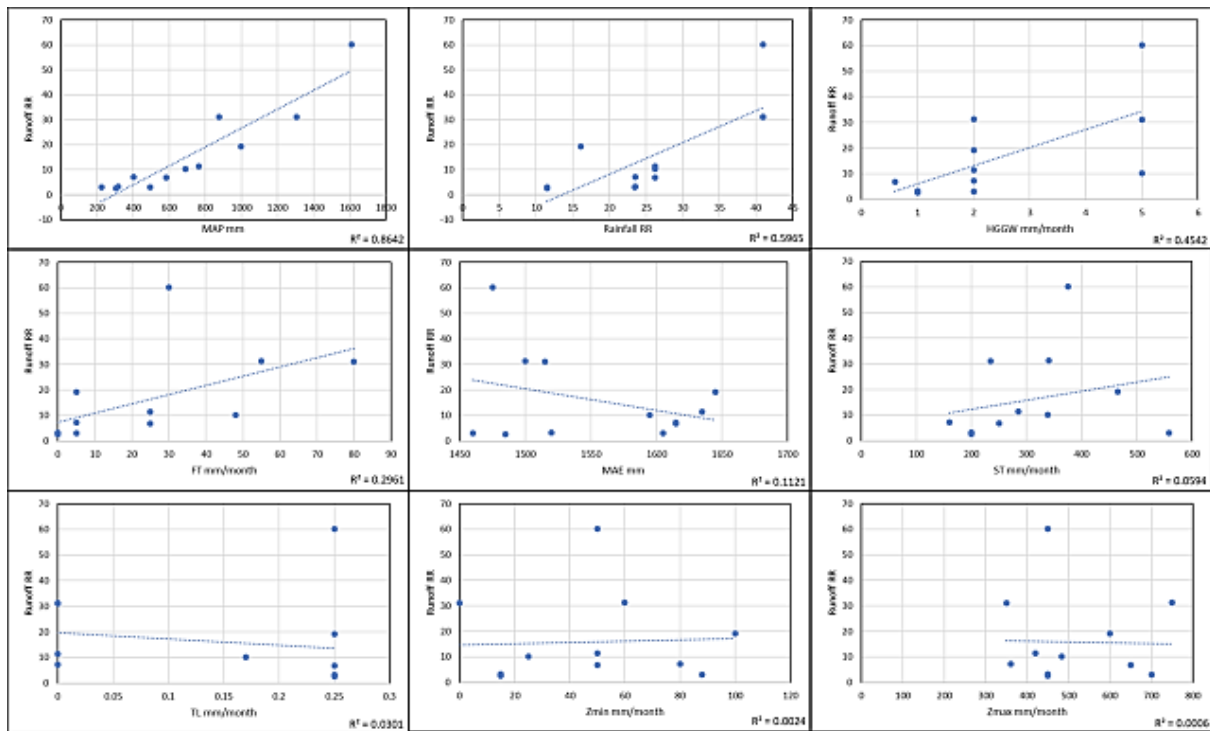 70
60
50
40
30
20
10
0
-10
Runoff RR
0 200 400 600 800 1000 1200 1400 1600 1800
MAP mm
R² = 0.8642
70
60
50
40
30
20
10
0
-10
Runoff RR
0 5 10 15 20 25 30 35 40 45
Rainfall RR
R² = 0.5965
70
60
50
40
30
20
10
0
Runoff RR
0 1 2 3 4 5 6
HGGW mm/month
R² = 0.4542
70
60
50
40
30
20
10
0
Runoff RR
0 10 20 30 40 50 60 70 80 90
FT mm/month
R² = 0.2961
70
60
50
40
30
20
10
0
Runoff RR
1450 1500 1550 1600 1650 1700
MAE mm
R² = 0.1121
70
60
50
40
30
20
10
0
Runoff RR
0 100 200 300 400 500 600
ST mm/month
R² = 0.0594
70
60
50
40
30
20
10
0
Runoff RR
0 0.05 0.1 0.15 0.2 0.25 0.3
TL mm/month
R² = 0.0301
70
60
50
40
30
20
10
0
Runoff RR
0 20 40 60 80 100 120
Zmin mm/month
R² = 0.0024
70
60
50
40
30
20
10
0
Runoff RR
0 100 200 300 400 500 600 700 800
Zmax mm/month
R² = 0.0006